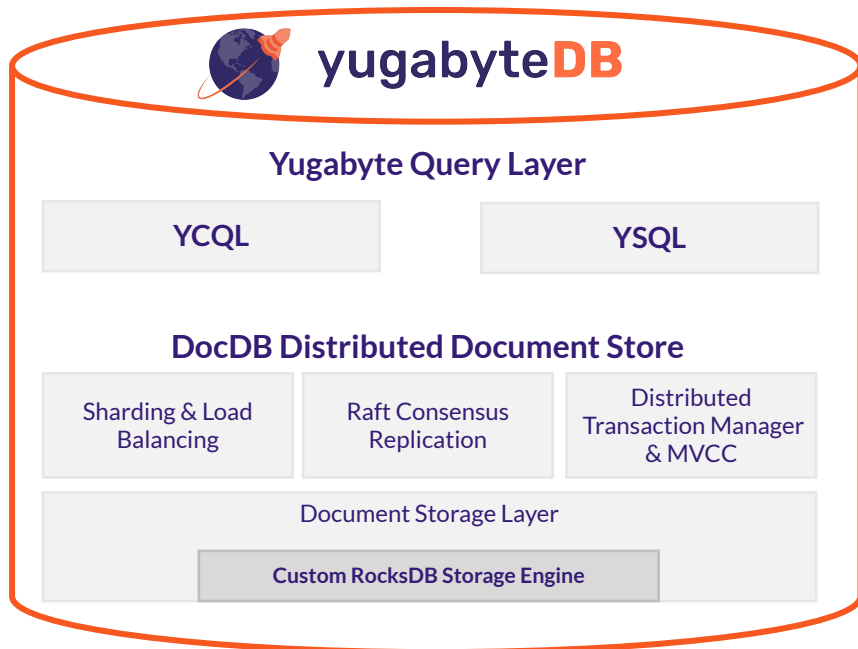 yugabyteDB
Yugabyte Query Layer
YCQL
YSQL
DocDB Distributed Document Store
Sharding & Load
Balancing
Raft Consensus
Replication
Distributed
Transaction Manager
& MVCC
Document Storage Layer
Custom RocksDB Storage Engine